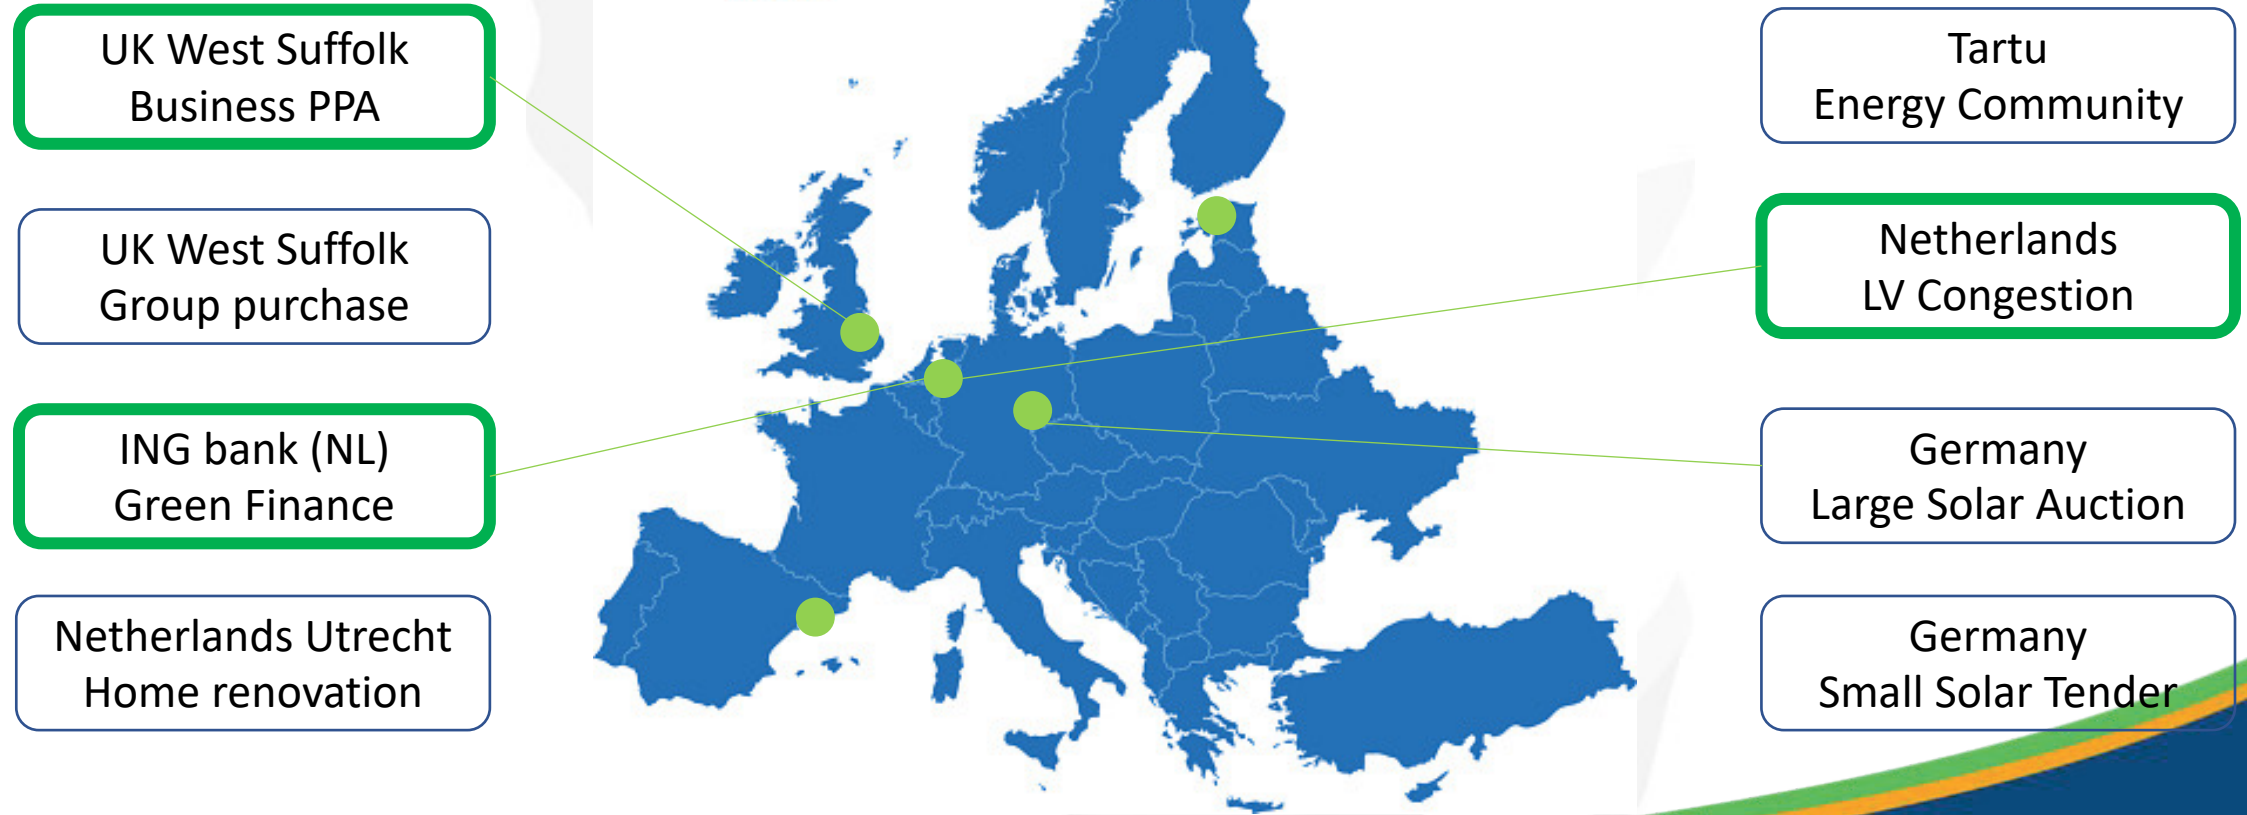 UK West Suffolk
Business PPA
UK West Suffolk
Group purchase
ING bank (NL)
Green Finance
Netherlands Utrecht
Home renovation
Tartu
Energy Community
Netherlands
LV Congestion
Germany
Large Solar Auction
Germany
Small Solar Tender